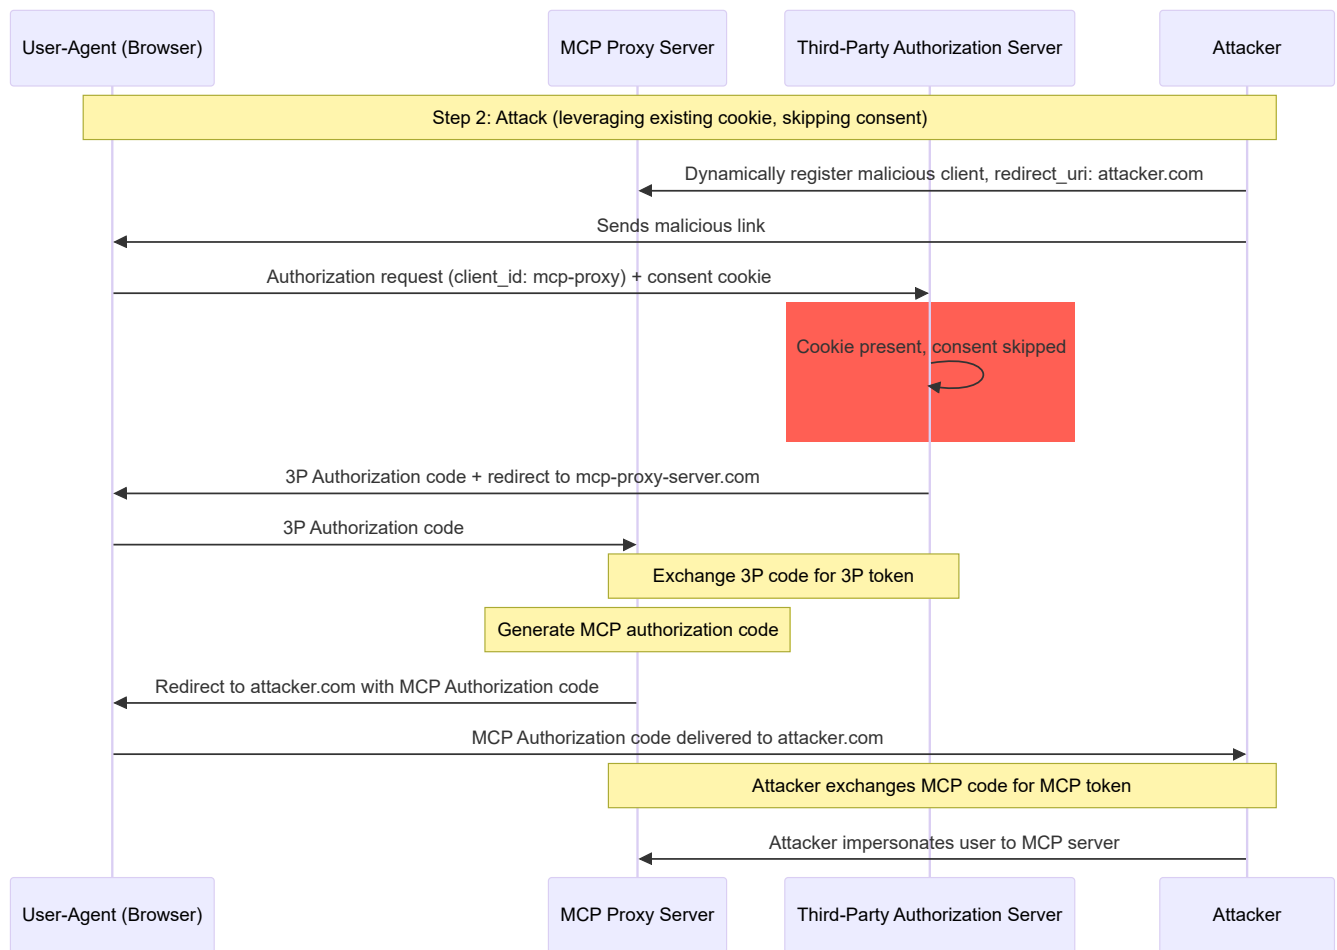 User-Agent (Browser)
MCP Proxy Server
Third-Party Authorization Server
Attacker
Step 2: Attack (leveraging existing cookie, skipping consent)
Dynamically register malicious client, redirect_uri: attacker.com
Sends malicious link
Authorization request (client_id: mcp-proxy) + consent cookie
Cookie present, consent skipped
3P Authorization code + redirect to mcp-proxy-server.com
3P Authorization code
Exchange 3P code for 3P token
Generate MCP authorization code
Redirect to attacker.com with MCP Authorization code
MCP Authorization code delivered to attacker.com
Attacker exchanges MCP code for MCP token
Attacker impersonates user to MCP server
User-Agent (Browser)
MCP Proxy Server
Third-Party Authorization Server
Attacker